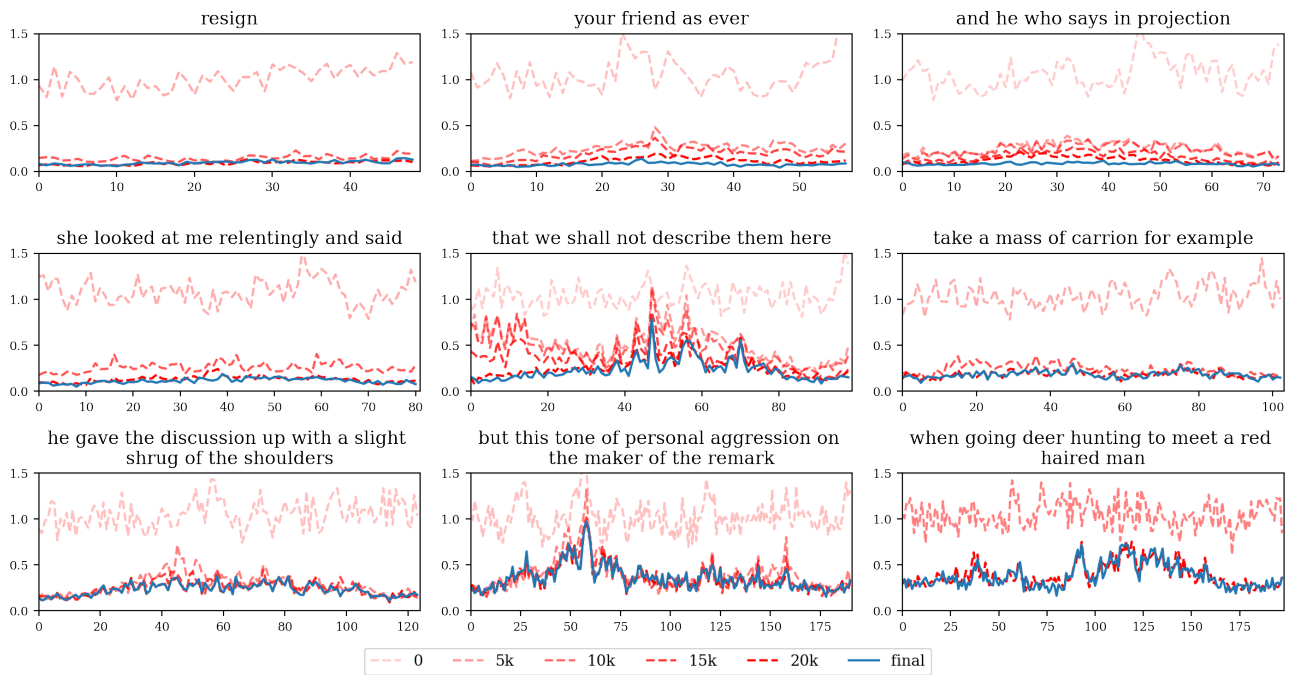 resign
your friend as ever
and he who says in projection
1.5
1.0
0.5
0.0
0 10 20 30 40
1.5
1.0
0.5
0.0
0 10 20 30 40 50
1.5
1.0
0.5
0.0
0 10 20 30 40 50 60 70
she looked at me relentingly and said
that we shall not describe them here
take a mass of carrion for example
1.5
1.0
0.5
0.0
0 10 20 30 40 50 60 70 80
1.5
1.0
0.5
0.0
0 20 40 60 80
1.5
1.0
0.5
0.0
0 20 40 60 80 100
he gave the discussion up with a slight
shrug of the shoulders
but this tone of personal aggression on
the maker of the remark
when going deer hunting to meet a red
haired man
1.5
1.0
0.5
0.0
0 20 40 60 80 100 120
1.5
1.0
0.5
0.0
0 25 50 75 100 125 150 175
1.5
1.0
0.5
0.0
0 25 50 75 100 125 150 175
0 5k 10k 15k 20k final